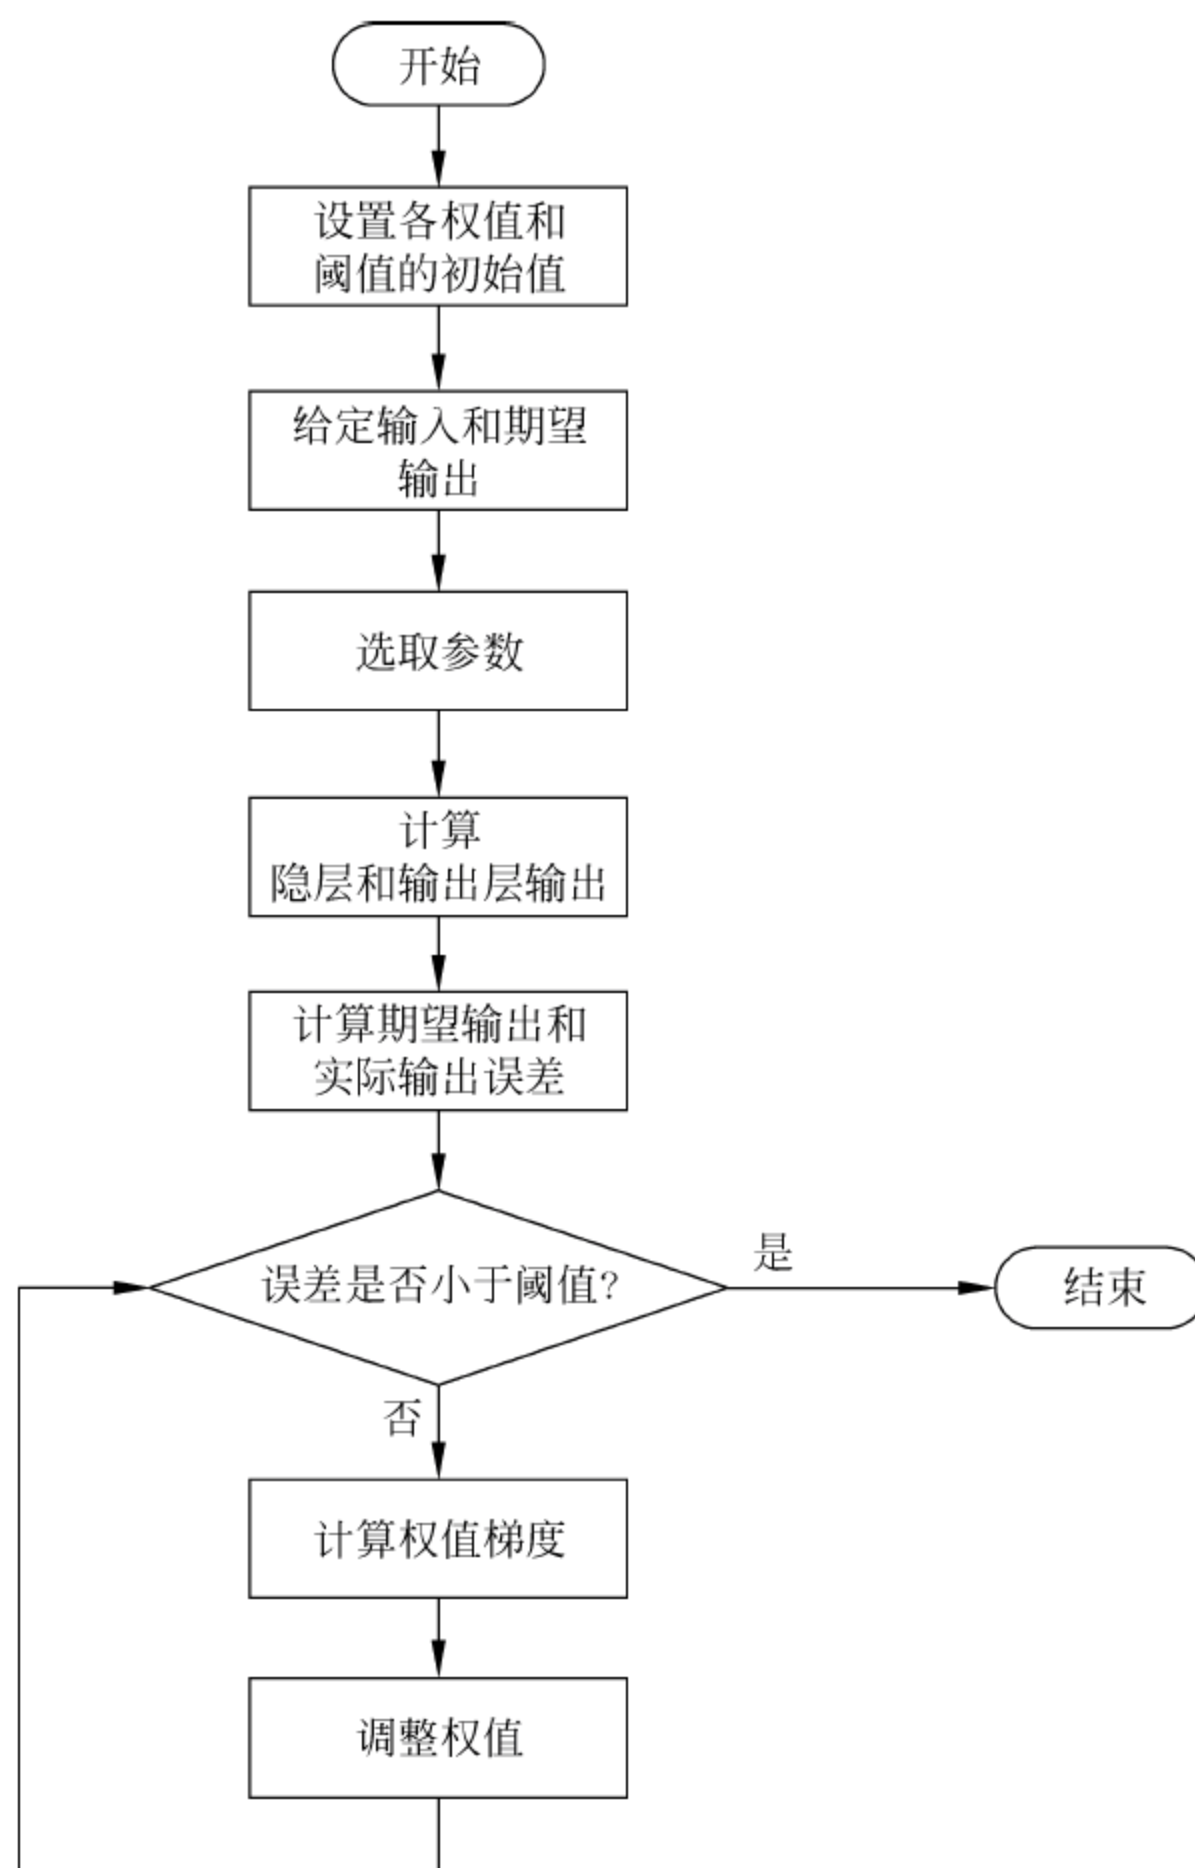 开始
设置各权值和
阈值的初始值
给定输入和期望
输出
选取参数
计算
隐层和输出层输出
计算期望输出和
实际输出误差
误差是否小于阈值?
是
结束
否
计算权值梯度
调整权值